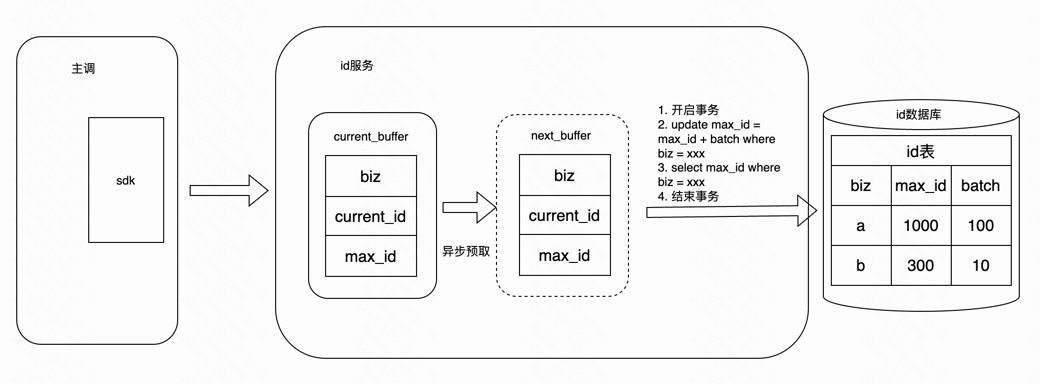 主调
sdk
id服务
current_buffer
biz
current_id
max_id
异步预取
next_buffer
biz
current_id
max_id
1. 开启事务
2. update max_id =
max_id + batch where
biz = xxx
3. select max_id where
biz = xxx
4. 结束事务
id数据库
id表
biz max_id batch
a 1000 100
b 300 10